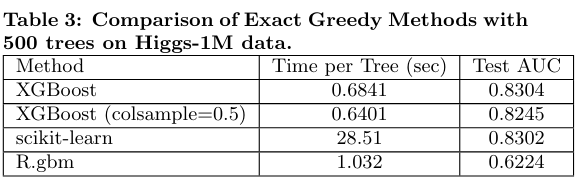 Table 3: Comparison of Exact Greedy Methods with
500 trees on Higgs-1M data.
Method Time per Tree (sec) Test AUC
XGBoost 0.6841 0.8304
XGBoost (colsample=0.5) 0.6401 0.8245
scikit-learn 28.51 0.8302
R.gbm 1.032 0.6224